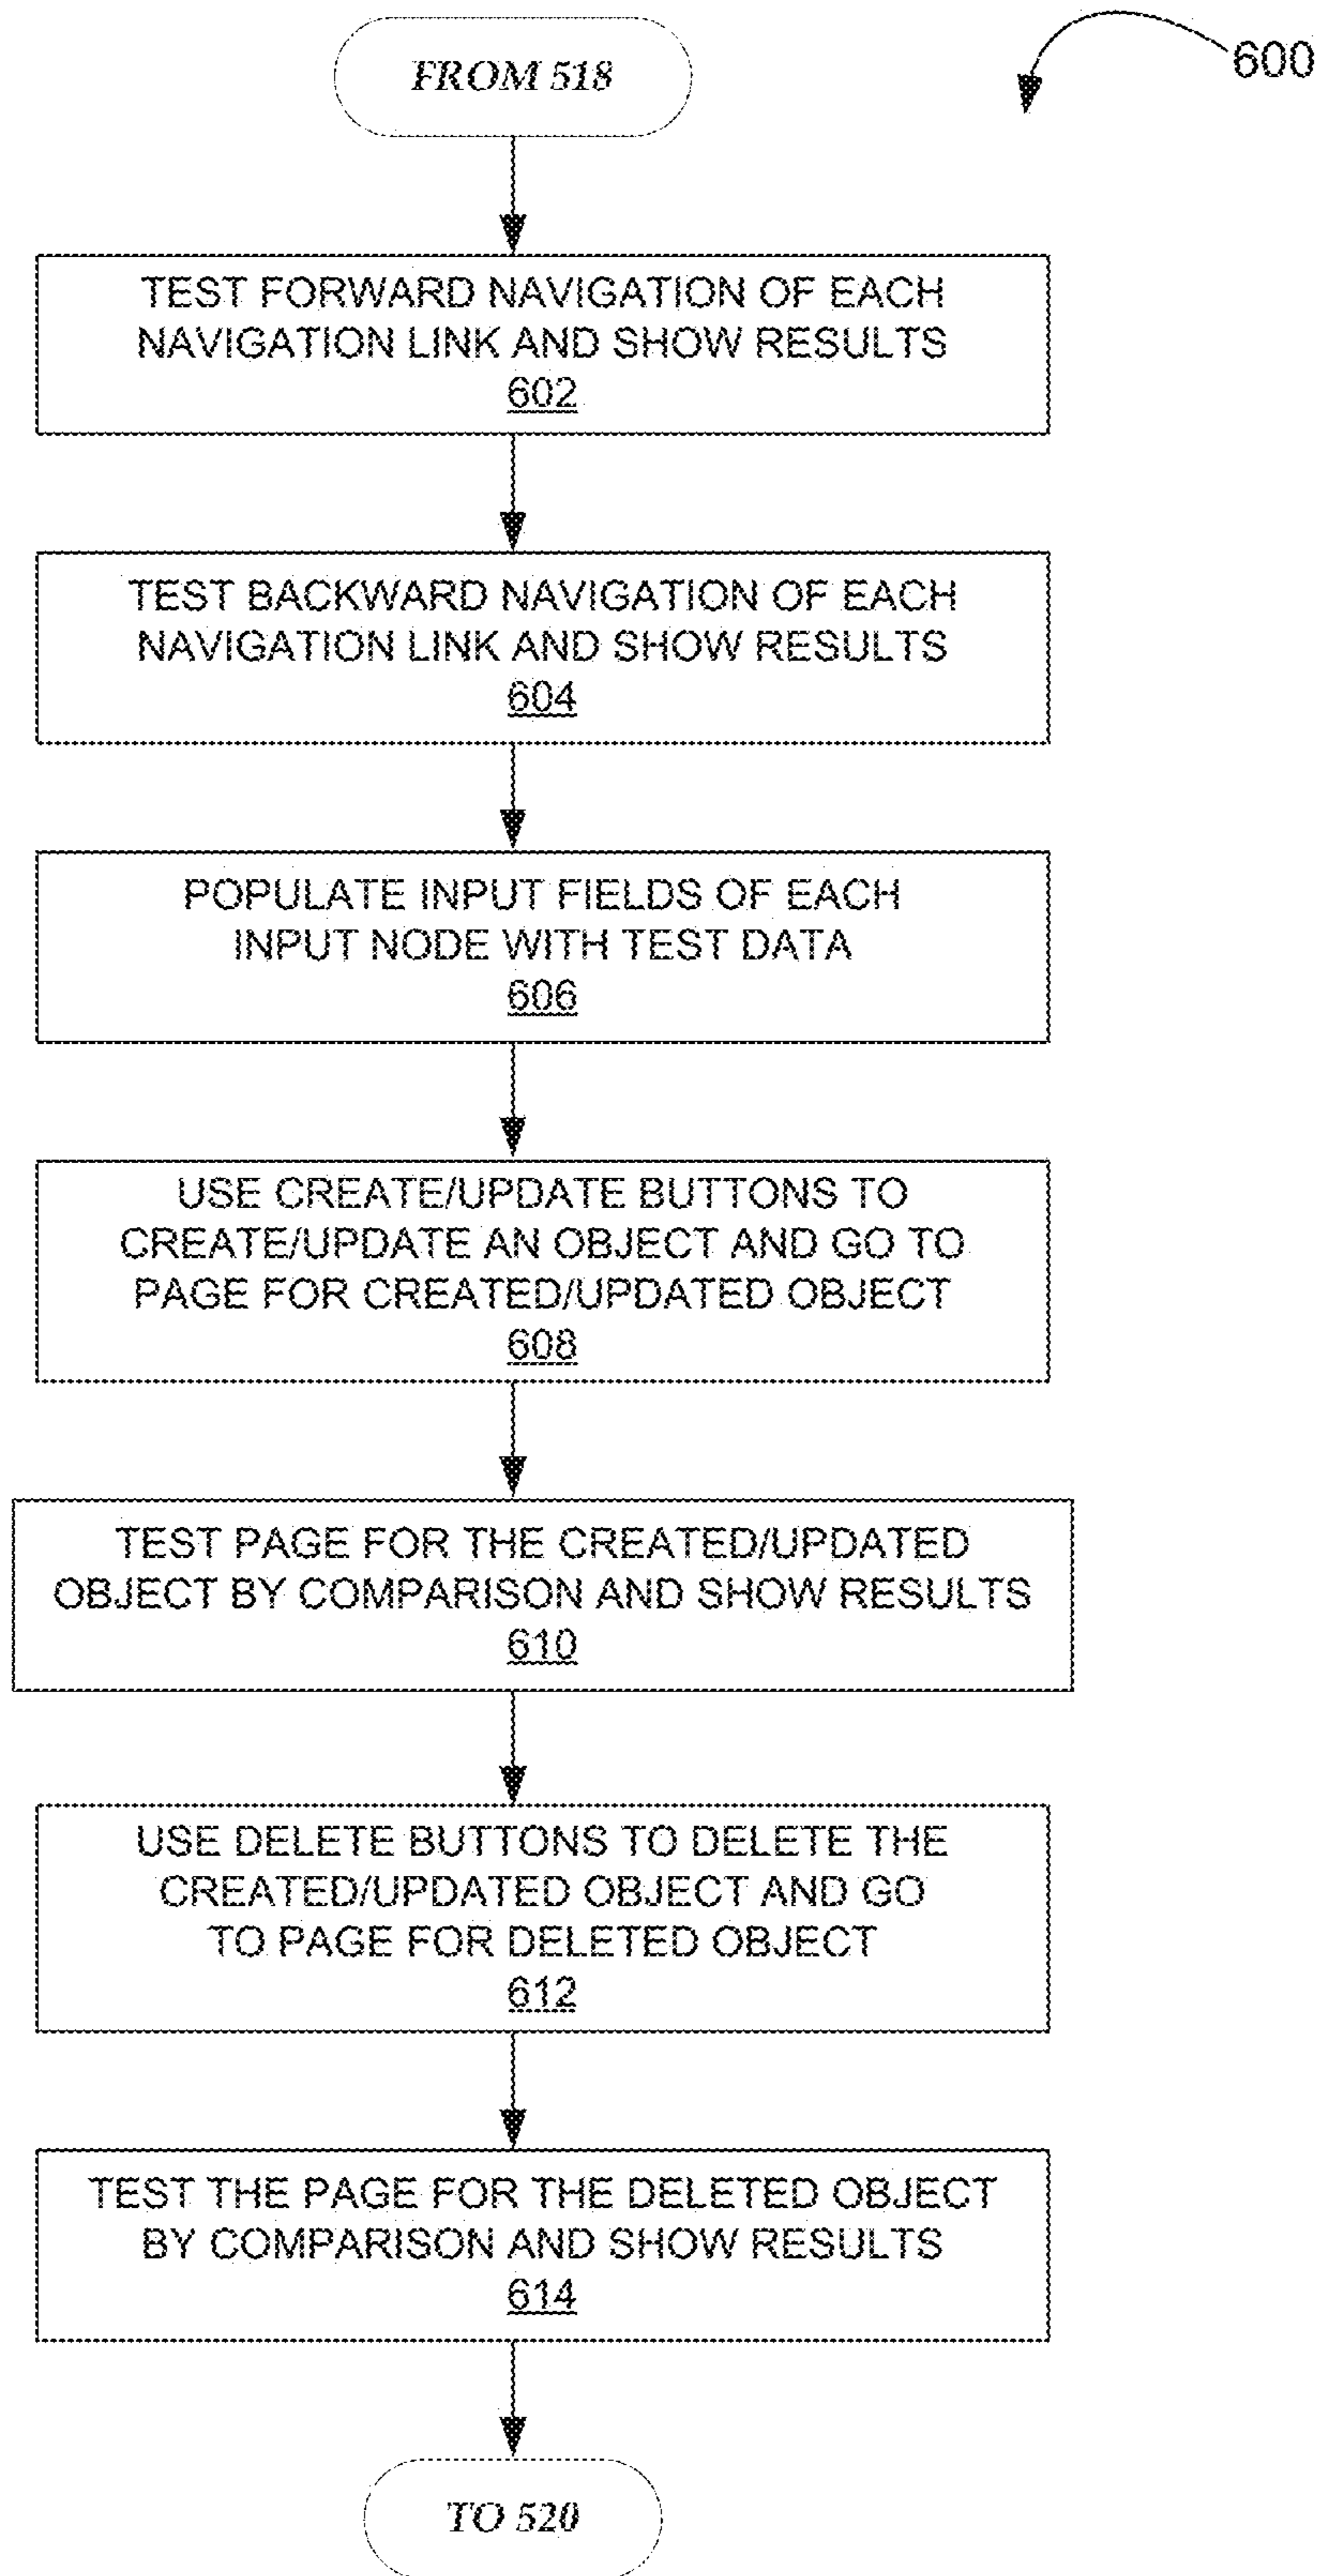 FROM 518
600
TEST FORWARD NAVIGATION OF EACH
NAVIGATION LINK AND SHOW RESULTS
602
TEST BACKWARD NAVIGATION OF EACH
NAVIGATION LINK AND SHOW RESULTS
604
POPULATE INPUT FIELDS OF EACH
INPUT NODE WITH TEST DATA
606
USE CREATE/UPDATE BUTTONS TO
CREATE/UPDATE AN OBJECT AND GO TO
PAGE FOR CREATED/UPDATED OBJECT
608
TEST PAGE FOR THE CREATED/UPDATED
OBJECT BY COMPARISON AND SHOW RESULTS
610
USE DELETE BUTTONS TO DELETE THE
CREATED/UPDATED OBJECT AND GO
TO PAGE FOR DELETED OBJECT
612
TEST THE PAGE FOR THE DELETED OBJECT
BY COMPARISON AND SHOW RESULTS
614
TO 520